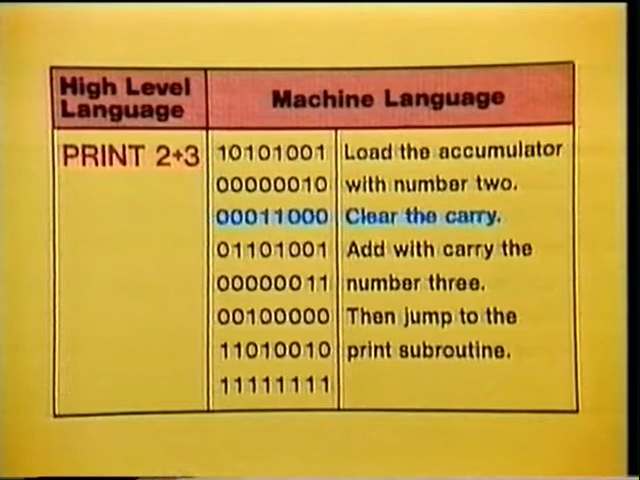 High Level
Language
Machine Language
PRINT 2+3
10101001 Load the accumulator
00000010 with number two.
00011000 Clear the carry.
01101001 Add with carry the
00000011 number three.
00100000 Then jump to the
11010010 print subroutine.
11111111